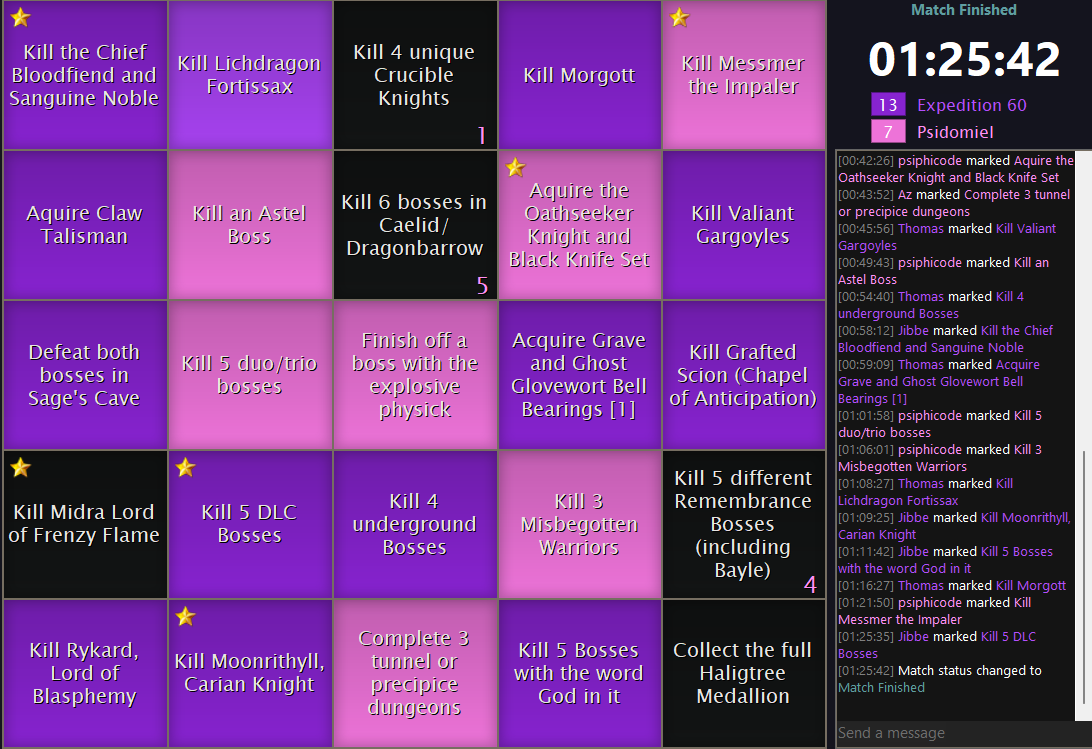 Kill the Chief
Bloodfiend and
Sanguine Noble
Kill Lichdragon
Fortissax
Kill 4 unique
Crucible
Knights
1
Kill Morgott
Kill Messmer
the Impaler
Aquire Claw
Talisman
Kill an Astel
Boss
Kill 6 bosses in
Caelid/
Dragonbarrow
5
Aquire the
Oathseeker
Knight and
Black Knife Set
Kill Valiant
Gargoyles
Defeat both
bosses in
Sage's Cave
Kill 5 duo/trio
bosses
Finish off a
boss with the
explosive
physick
Acquire Grave
and Ghost
Glovewort Bell
Bearings [1]
Kill Grafted
Scion (Chapel
of Anticipation)
Kill Midra Lord
of Frenzy Flame
Kill 5 DLC
Bosses
Kill 4
underground
Bosses
Kill 3
Misbegotten
Warriors
Kill 5 different
Remembrance
Bosses
(including
Bayle)
4
Kill Rykard,
Lord of
Blasphemy
Kill Moonrithyll,
Carian Knight
Complete 3
tunnel or
precipice
dungeons
Kill 5 Bosses
with the word
God in it
Collect the full
Haligtree
Medallion
Match Finished
01:25:42
13 Expedition 60
7 Psidomiel
[00:42:26] psiphicode marked Aquire the
Oathseeker Knight and Black Knife Set
[00:43:52] Az marked Complete 3 tunnel
or precipice dungeons
[00:45:56] Thomas marked Kill Valiant
Gargoyles
[00:49:43] psiphicode marked Kill an
Astel Boss
[00:54:40] Thomas marked Kill 4
underground Bosses
[00:58:12] Jibbe marked Kill the Chief
Bloodfiend and Sanguine Noble
[00:59:09] Thomas marked Acquire
Grave and Ghost Glovewort Bell
Bearings [1]
[01:01:58] psiphicode marked Kill 5
duo/trio bosses
[01:06:01] psiphicode marked Kill 3
Misbegotten Warriors
[01:08:27] Thomas marked Kill
Lichdragon Fortissax
[01:09:25] Jibbe marked Kill Moonrithyll,
Carian Knight
[01:11:42] Jibbe marked Kill 5 Bosses
with the word God in it
[01:16:27] Thomas marked Kill Morgott
[01:21:50] psiphicode marked Kill
Messmer the Impaler
[01:25:35] Jibbe marked Kill 5 DLC
Bosses
[01:25:42] Match status changed to
Match Finished
Send a message